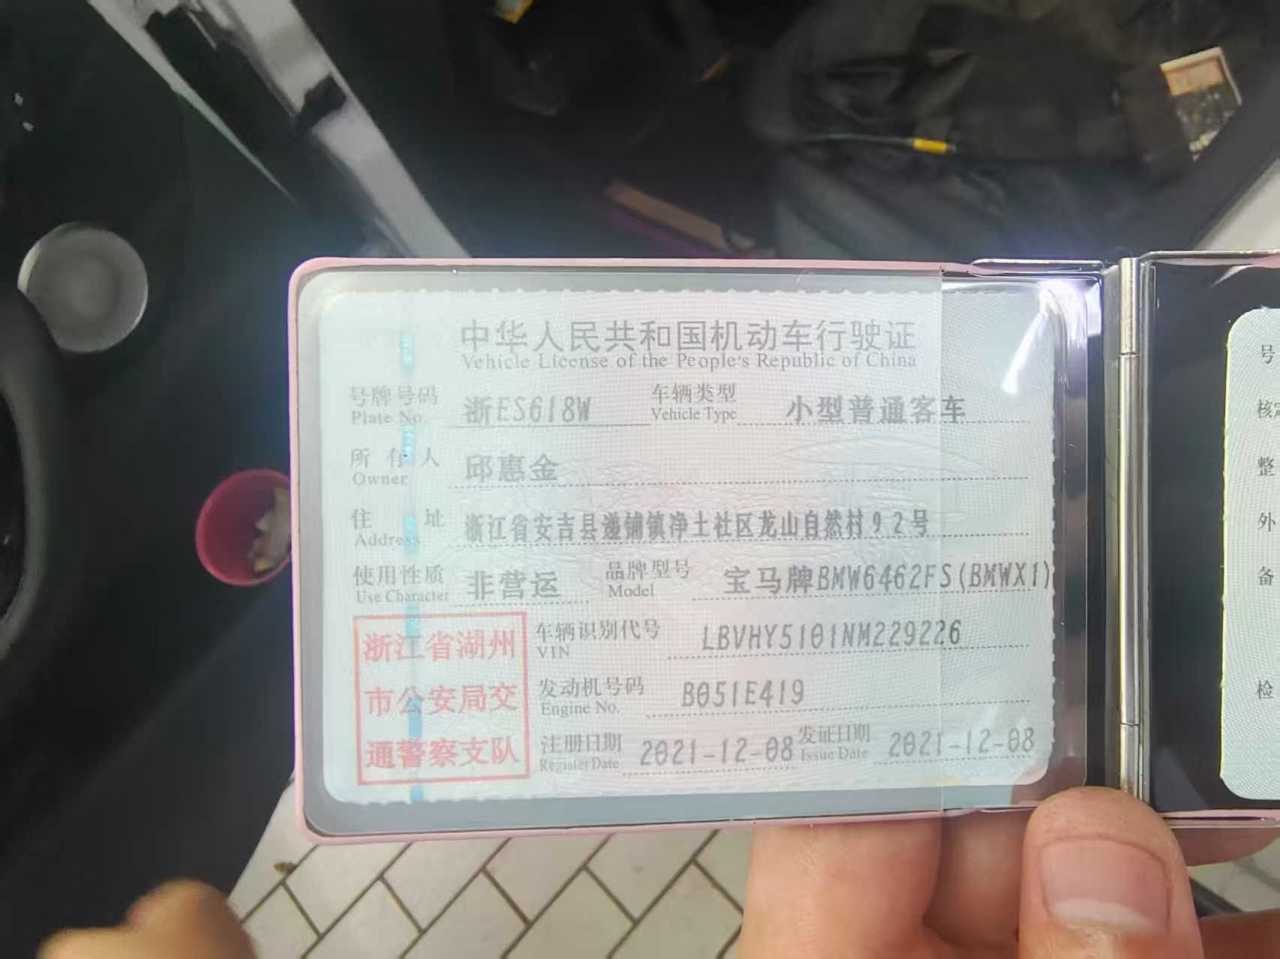 中华人民共和国机动车行驶证
Vehicle License of the People's Republic of China
号牌号码 浙ES618W 车辆类型 小型普通客车
Plate No. Vehicle Type
所有人 邱惠金
Owner
住址 浙江省安吉县递铺镇净土社区龙山自然村92号
Address
使用性质 非营运 品牌型号 宝马牌BMW6462FS(BMWX1)
Use Character Model
浙江省湖州
市公安局交
通警察支队
车辆识别代号 LBVHY5101NM229226
VIN
发动机号码 B051E419
Engine No.
注册日期 2021-12-08 发证日期 2021-12-08
Register Date Issue Date
号
核定
整
外
备
检